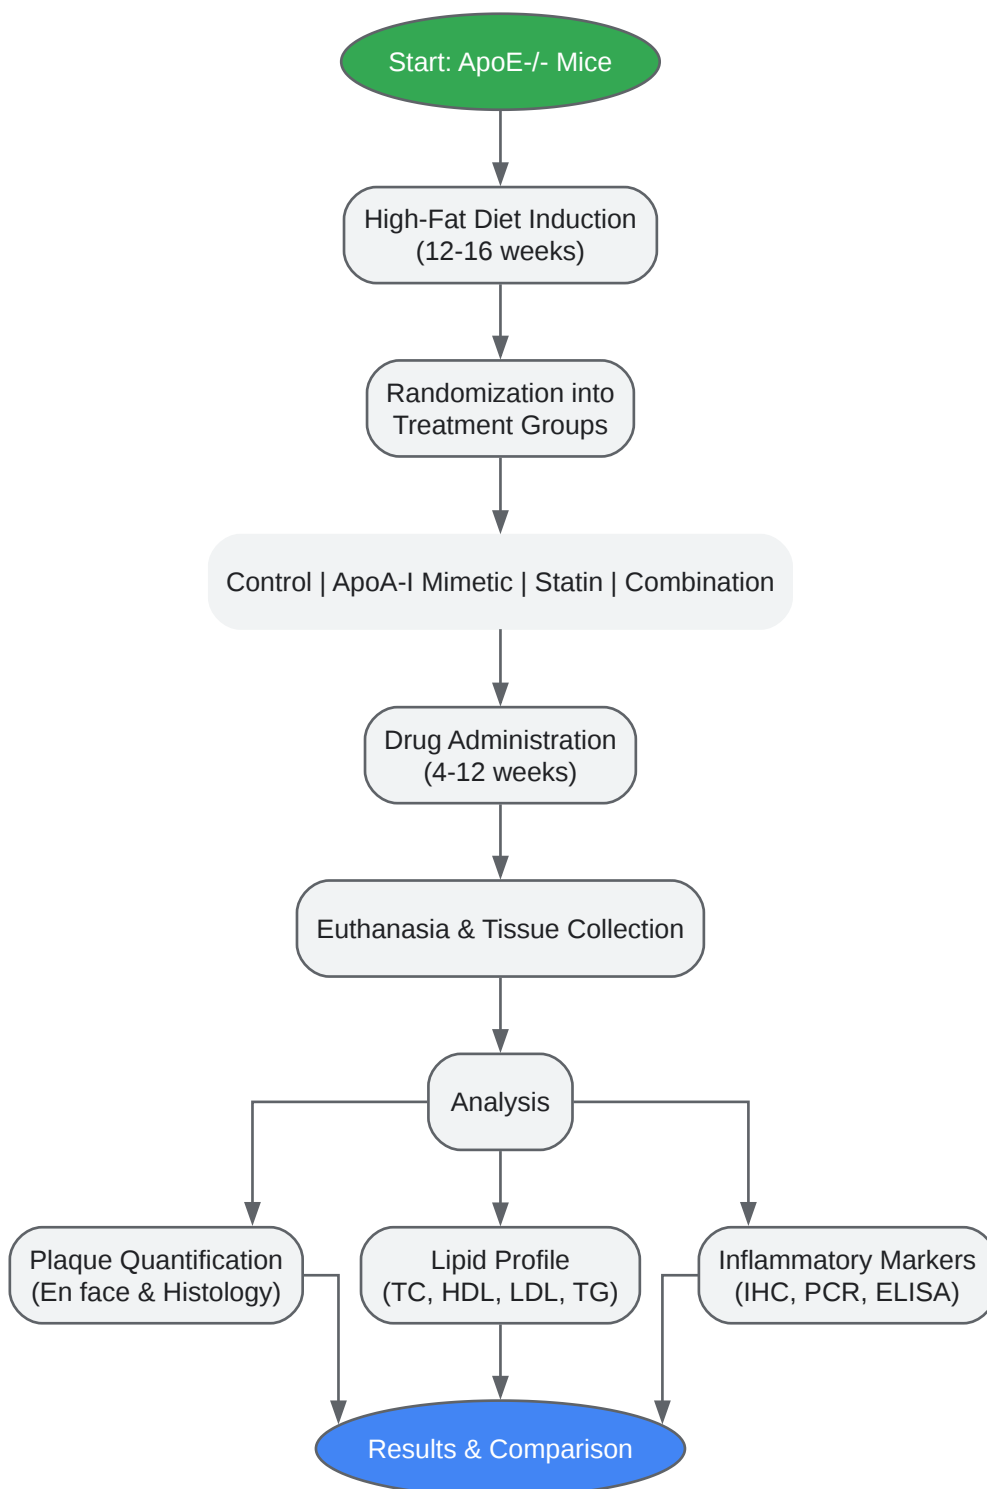 Start: ApoE-/- Mice
High-Fat Diet Induction
(12-16 weeks)
Randomization into
Treatment Groups
Control | ApoA-I Mimetic | Statin | Combination
Drug Administration
(4-12 weeks)
Euthanasia & Tissue Collection
Analysis
Plaque Quantification
(En face & Histology)
Lipid Profile
(TC, HDL, LDL, TG)
Inflammatory Markers
(IHC, PCR, ELISA)
Results & Comparison